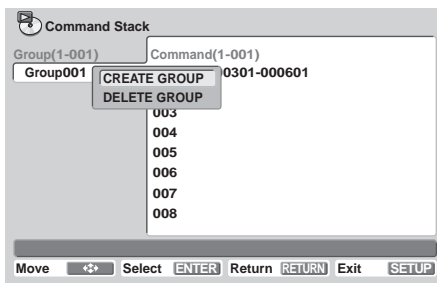 Command Stack
Group(1-001) Command(1-001)
Group001 0301-000601
CREATE GROUP
DELETE GROUP
003
004
005
006
007
008
Move Select ENTER Return RETURN Exit SETUP